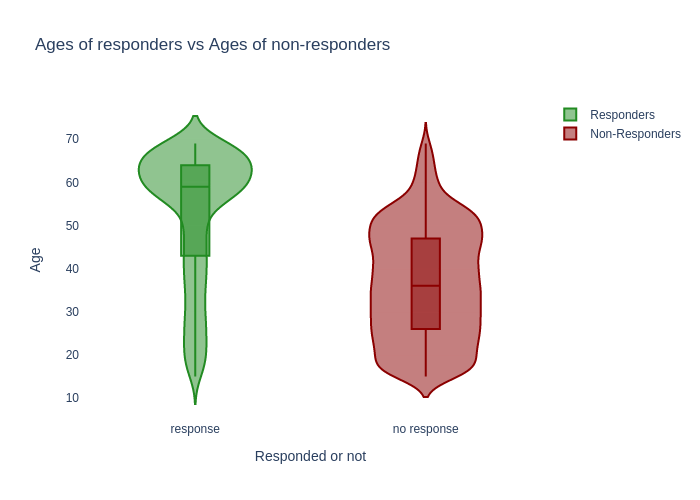 Ages of responders vs Ages of non-responders
Responders
Non-Responders
70
60
50
40
30
20
10
Age
response
no response
Responded or not